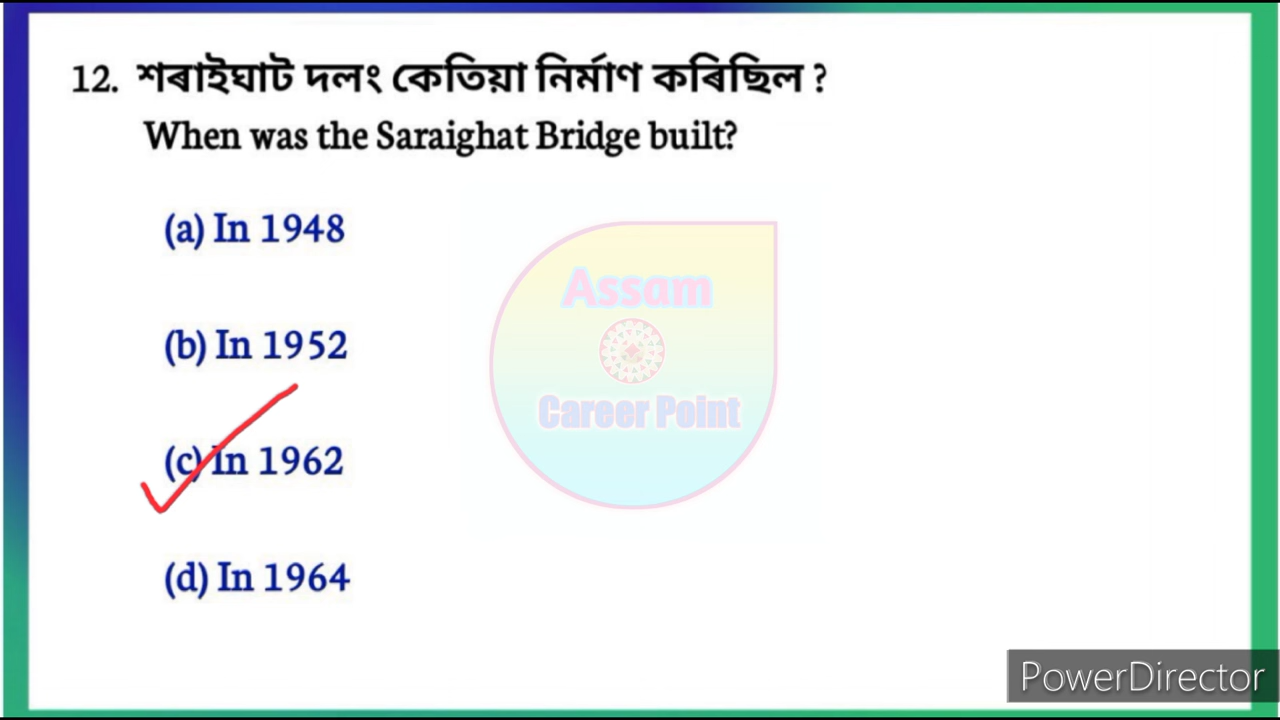 12. শৰাইঘাট দলং কেতিয়া নিৰ্মাণ কৰিছিল ?
When was the Saraighat Bridge built?
(a) In 1948
(b) In 1952
(c) In 1962
(d) In 1964
Assam
Career Point
PowerDirector